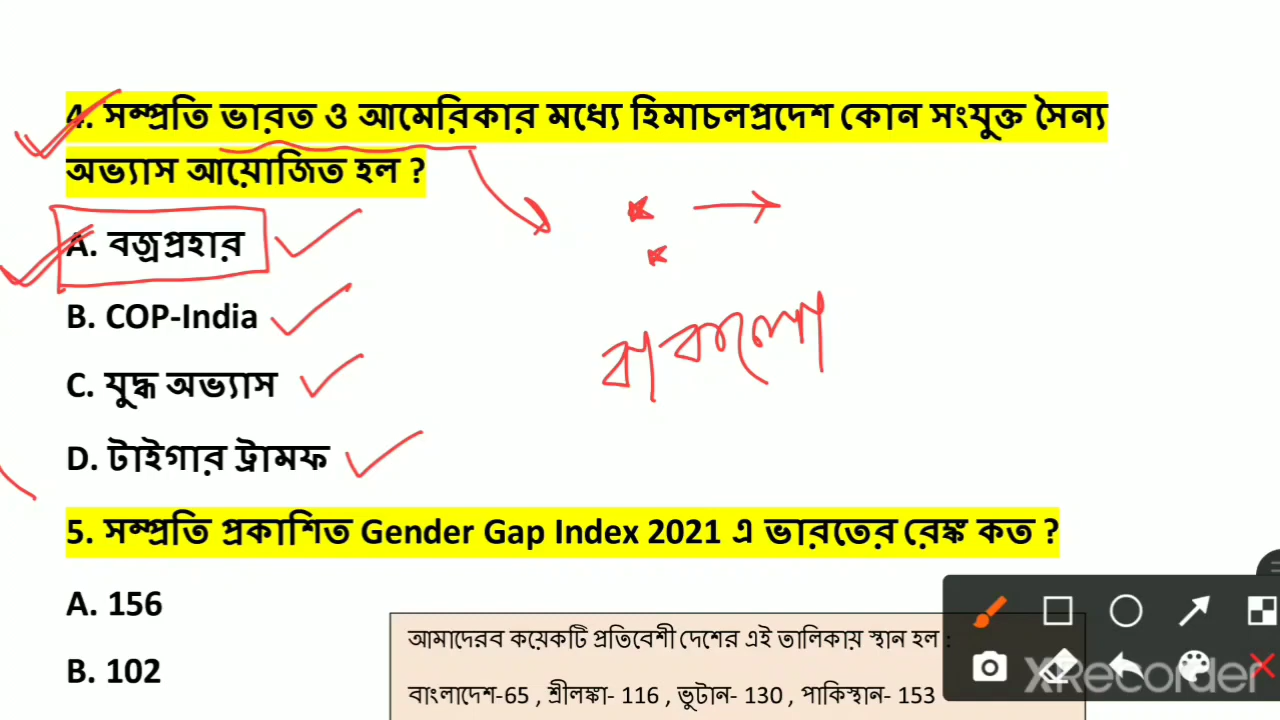 4. সম্প্রতি ভারত ও আমেরিকার মধ্যে হিমাচলপ্রদেশ কোন সংযুক্ত সৈন্য
অভ্যাস আয়োজিত হল ?
A. বজ্রপ্রহার
B. COP-India
C. যুদ্ধ অভ্যাস
D. টাইগার ট্রামফ
5. সম্প্রতি প্রকাশিত Gender Gap Index 2021 এ ভারতের রেঙ্ক কত ?
A. 156
B. 102
আমাদেরব কয়েকটি প্রতিবেশী দেশের এই তালিকায় স্থান হল :
বাংলাদেশ-65 , শ্রীলঙ্কা- 116 , ভুটান- 130 , পাকিস্থান- 153
XRecorder